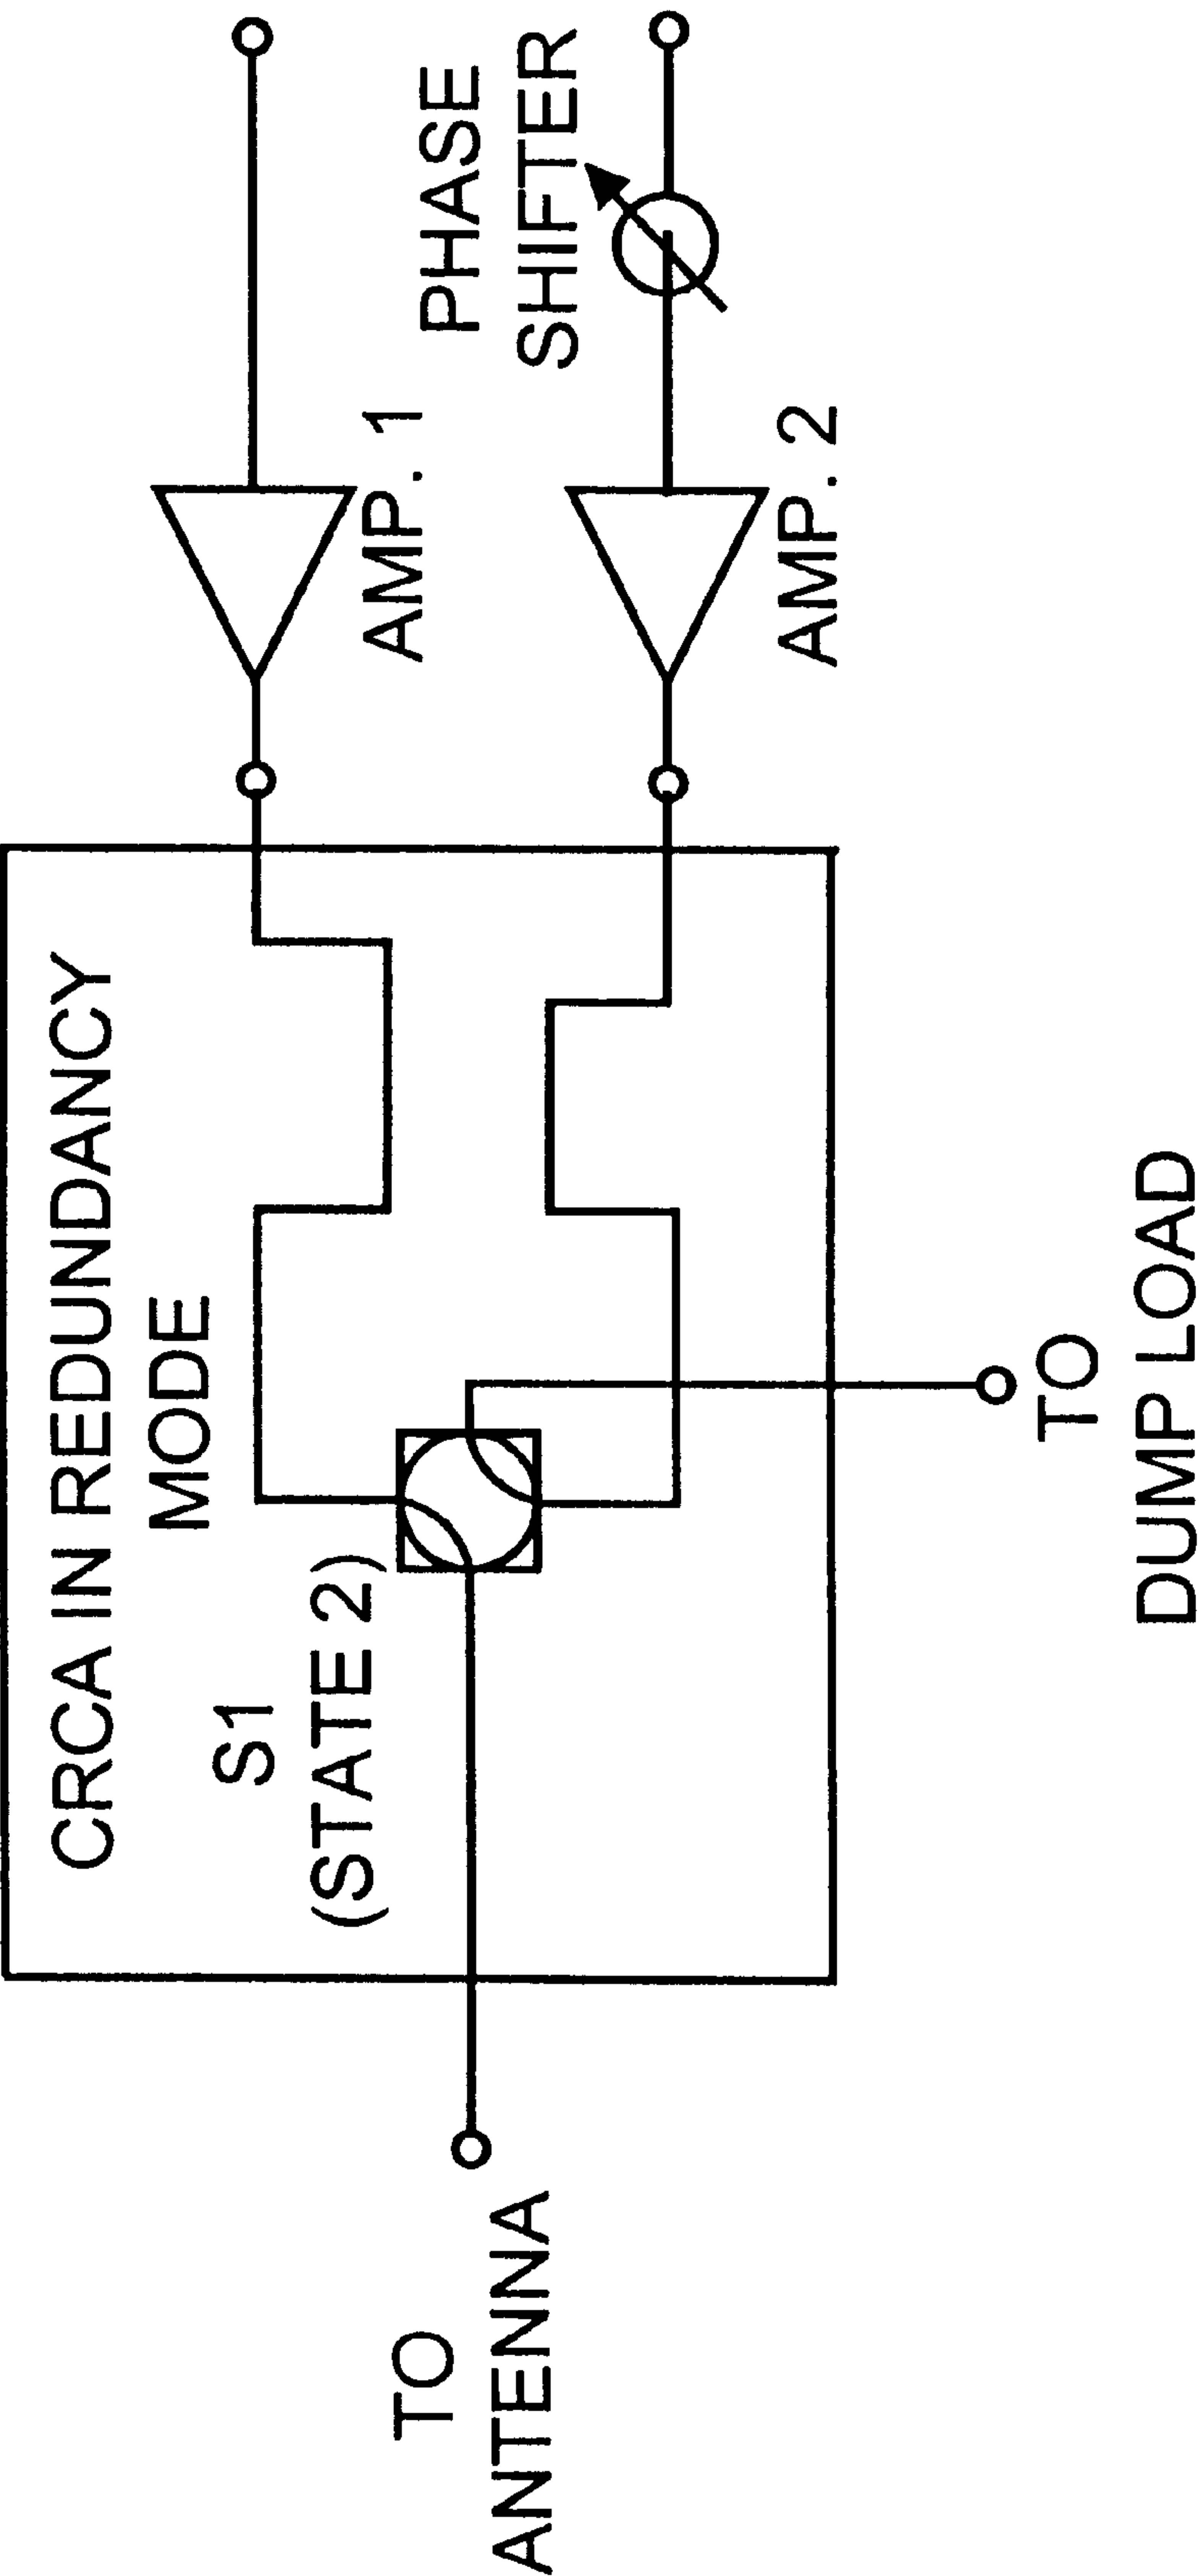 CRCA IN REDUNDANCY
MODE
S1
(STATE 2)
TO
ANTENNA
AMP. 1
PHASE
SHIFTER
AMP. 2
TO
DUMP LOAD